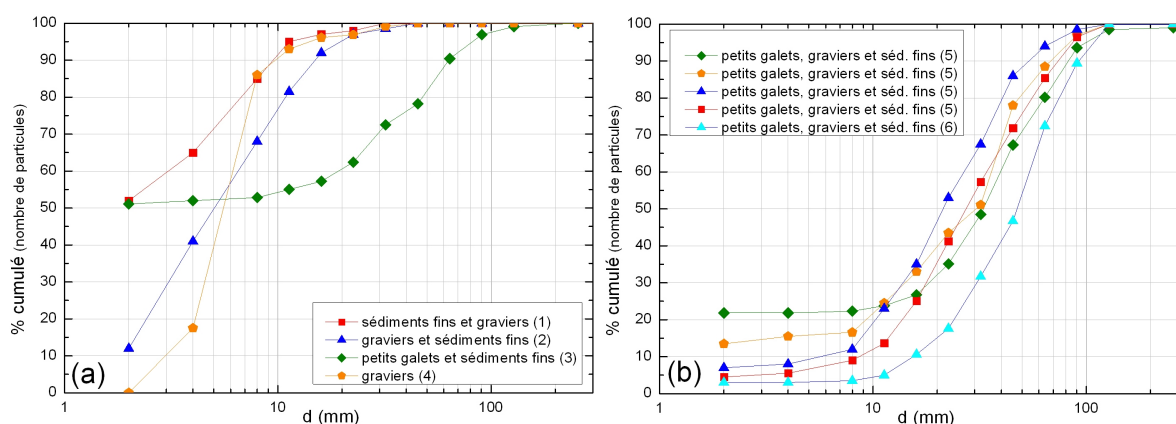 % cumulé (nombre de particules)
100
90
80
70
60
50
40
30
20
10
0
sédiments fins et graviers (1)
graviers et sédiments fins (2)
petits galets et sédiments fins (3)
graviers (4)
(a)
1
10
100
d (mm)
% cumulé (nombre de particules)
100
90
80
70
60
50
40
30
20
10
0
petits galets, graviers et séd. fins (5)
petits galets, graviers et séd. fins (5)
petits galets, graviers et séd. fins (5)
petits galets, graviers et séd. fins (5)
petits galets, graviers et séd. fins (6)
(b)
1
10
100
d (mm)